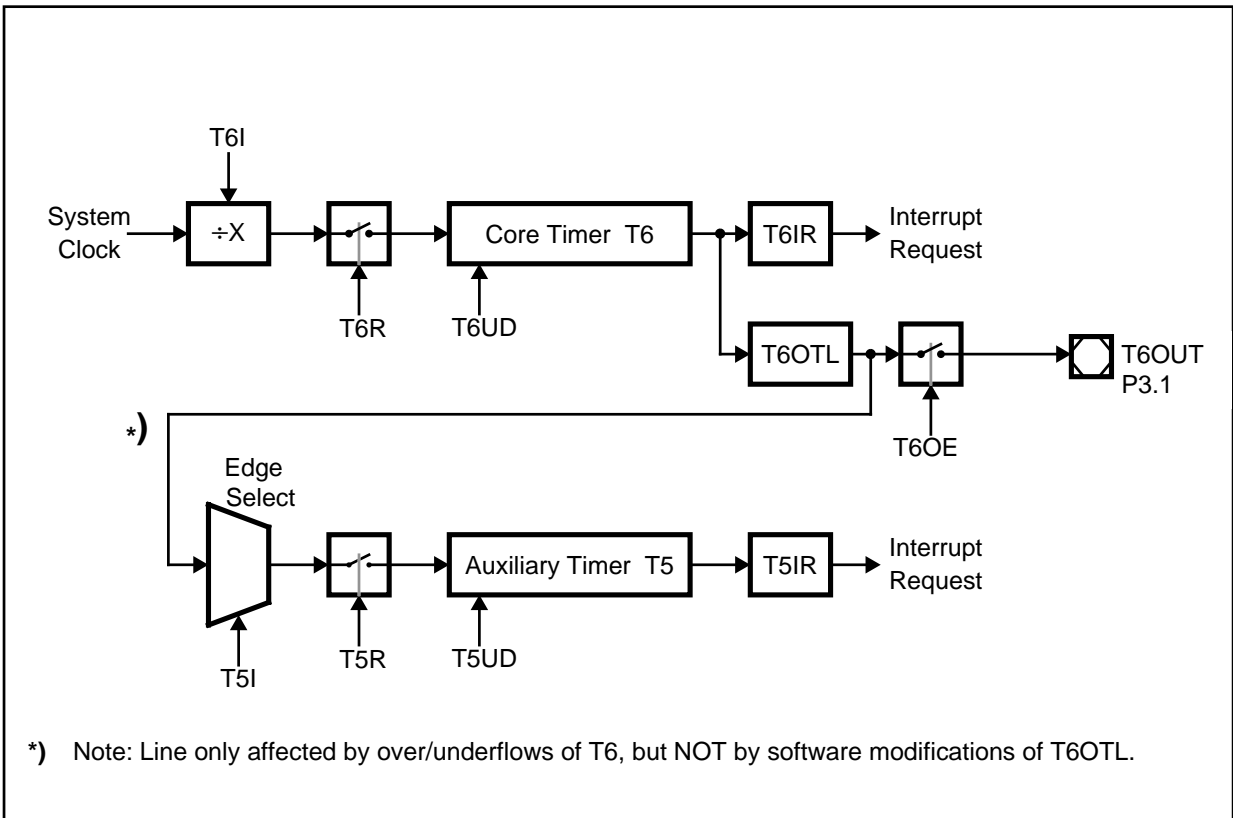 T6I
System
Clock
÷X
Core Timer T6
T6IR
Interrupt
Request
T6R
T6UD
T6OTL
T6OUT
P3.1
T6OE
*)
Edge
Select
Auxiliary Timer T5
T5IR
Interrupt
Request
T5I
T5R
T5UD
*) Note: Line only affected by over/underflows of T6, but NOT by software modifications of T6OTL.